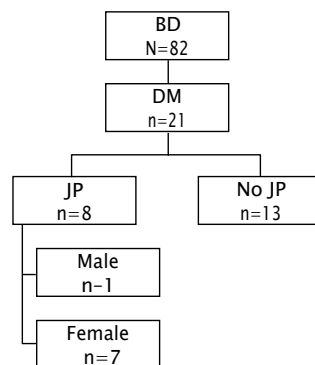 BD
N=82
DM
n=21
JP
n=8
No JP
n=13
Male
n-1
Female
n=7